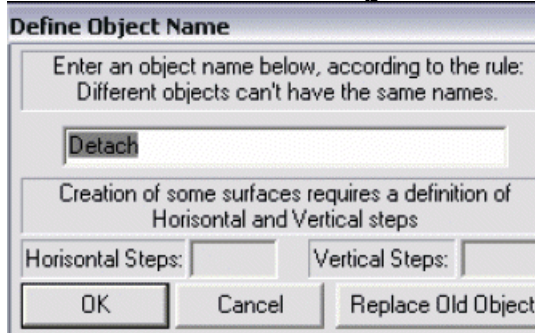 Define Object Name
Enter an object name below, according to the rule:
Different objects can't have the same names.
Detach
Creation of some surfaces requires a definition of
Horisontal and Vertical steps
Horisontal Steps: Vertical Steps:
OK Cancel Replace Old Object